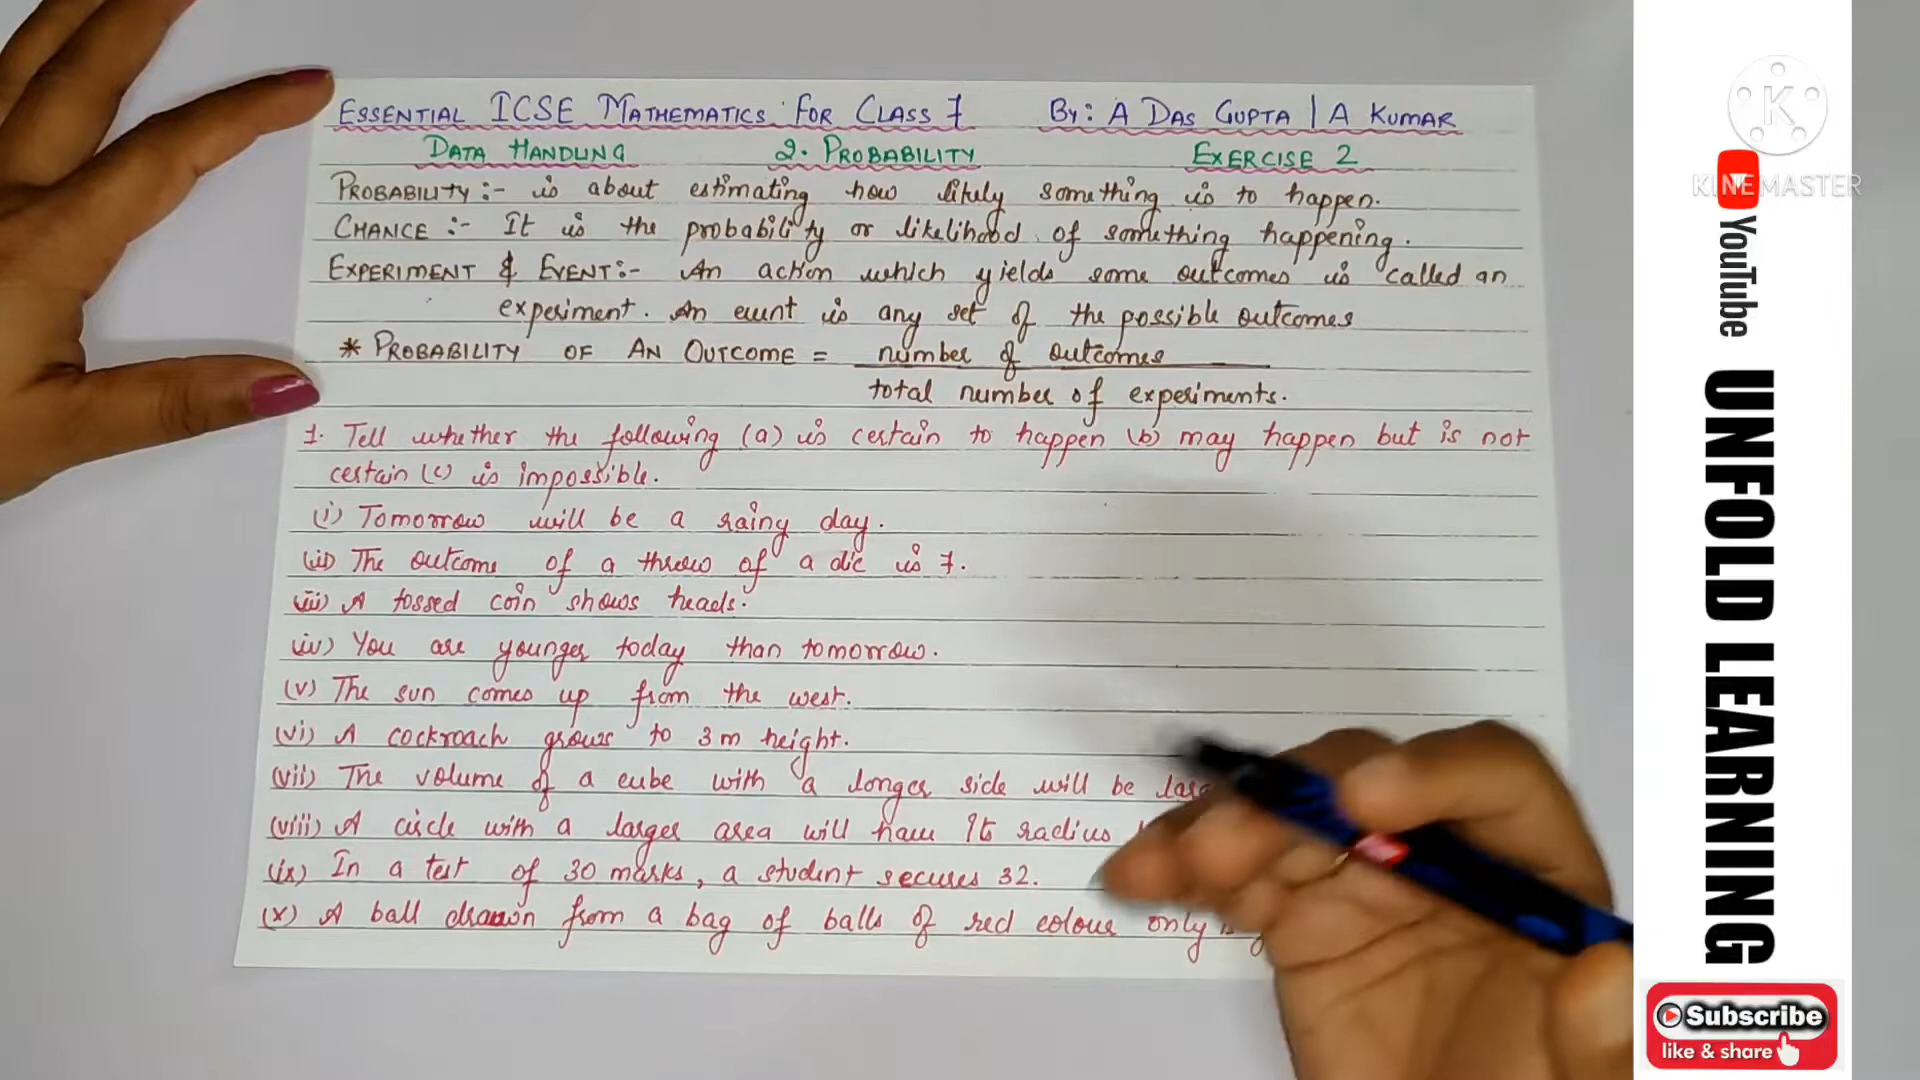 ESSENTIAL ICSE MATHEMATICS FOR CLASS 7 BY: A DAS GUPTA | A KUMAR
DATA HANDLING 2. PROBABILITY EXERCISE 2
PROBABILITY :- is about estimating how likely something is to happen.
CHANCE :- It is the probability or likelihood of something happening.
EXPERIMENT & EVENT :- An action which yields some outcomes is called an
experiment. An event is any set of the possible outcomes
* PROBABILITY OF AN OUTCOME = number of outcomes
total number of experiments.
1. Tell whether the following (a) is certain to happen (b) may happen but is not
certain (c) is impossible.
(i) Tomorrow will be a rainy day.
(ii) The outcome of a throw of a die is 7.
(iii) A tossed coin shows heads.
(iv) You are younger today than tomorrow.
(v) The sun comes up from the west.
(vi) A cockroach grows to 3 m height.
(vii) The volume of a cube with a longer side will be
(viii) A circle with a larger area will have its radius
(ix) In a test of 30 marks, a student secures 32.
(x) A ball drawn from a bag of balls of red colour only
K
KINEMASTER
YouTube
UNFOLD LEARNING
Subscribe
like & share